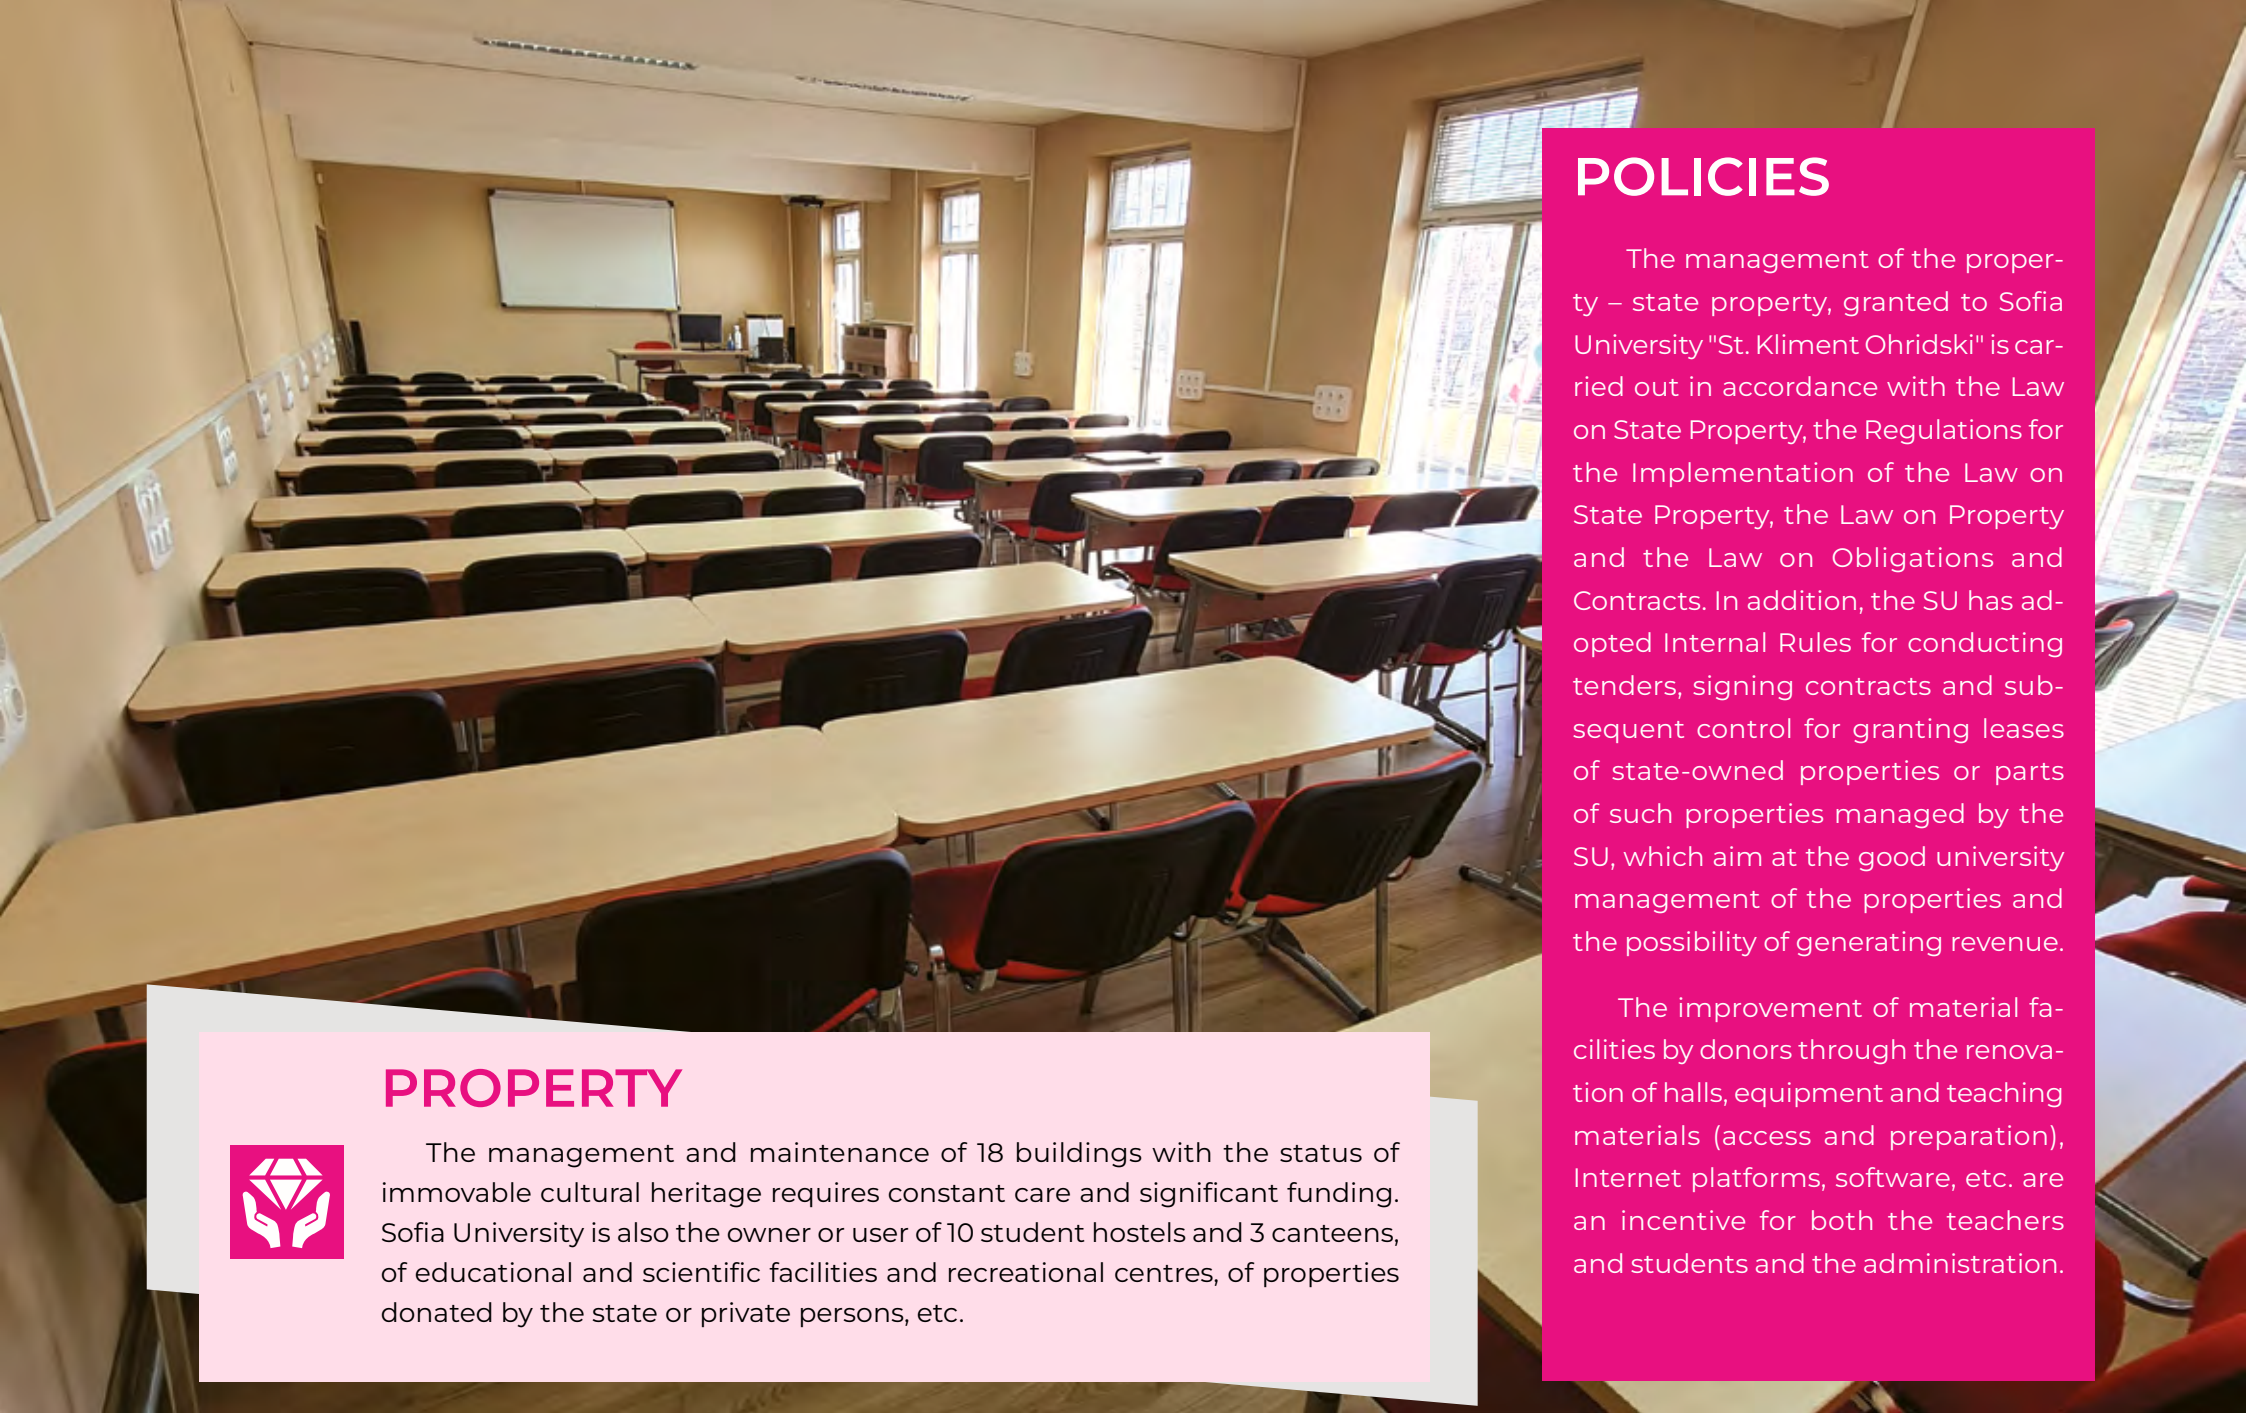 POLICIES
The management of the proper-
ty – state property, granted to Sofia
University "St. Kliment Ohridski" is car-
ried out in accordance with the Law
on State Property, the Regulations for
the Implementation of the Law on
State Property, the Law on Property
and the Law on Obligations and
Contracts. In addition, the SU has ad-
opted Internal Rules for conducting
tenders, signing contracts and sub-
sequent control for granting leases
of state-owned properties or parts
of such properties managed by the
SU, which aim at the good university
management of the properties and
the possibility of generating revenue.
The improvement of material fa-
cilities by donors through the renova-
tion of halls, equipment and teaching
materials (access and preparation),
Internet platforms, software, etc. are
an incentive for both the teachers
and students and the administration.
PROPERTY
The management and maintenance of 18 buildings with the status of
immovable cultural heritage requires constant care and significant funding.
Sofia University is also the owner or user of 10 student hostels and 3 canteens,
of educational and scientific facilities and recreational centres, of properties
donated by the state or private persons, etc.